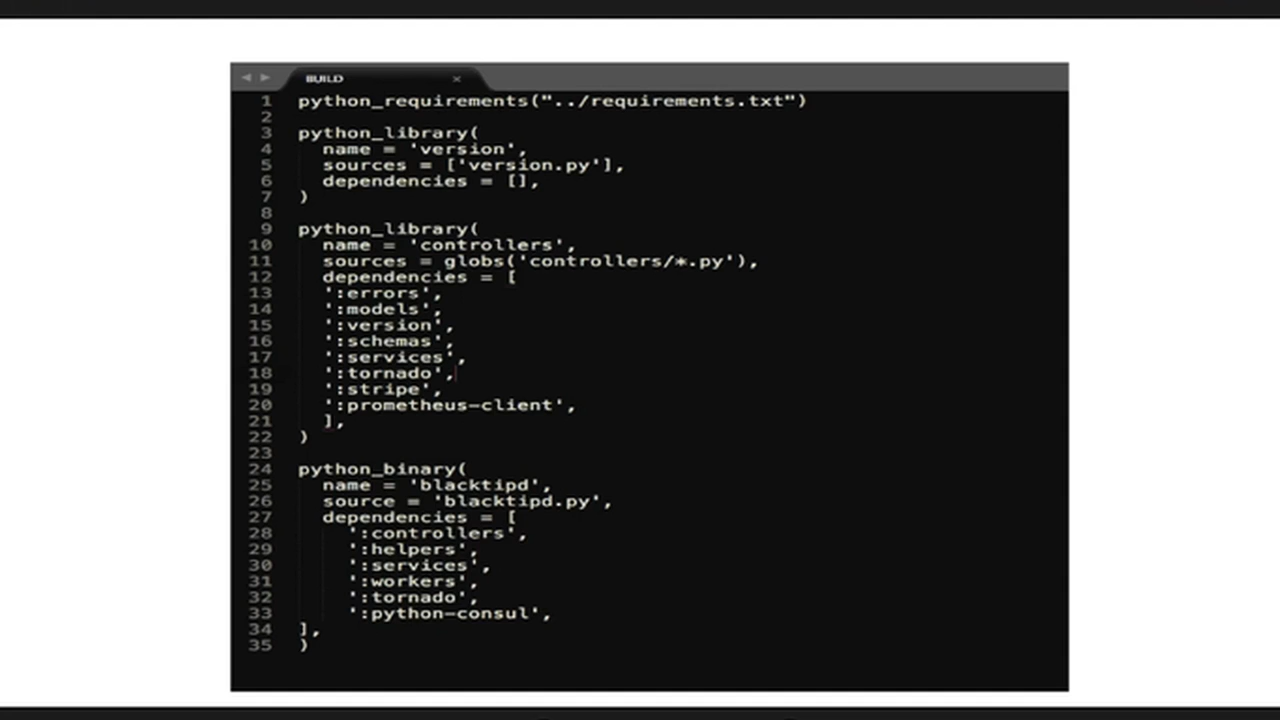 BUILD
1 python_requirements("../requirements.txt")
2
3 python_library(
4 name = 'version',
5 sources = ['version.py'],
6 dependencies = [],
7 )
8
9 python_library(
10 name = 'controllers',
11 sources = globs('controllers/*.py'),
12 dependencies = [
13 ':errors',
14 ':models',
15 ':version',
16 ':schemas',
17 ':services',
18 ':tornado',
19 ':stripe',
20 ':prometheus-client',
21 ],
22 )
23
24 python_binary(
25 name = 'blacktipd',
26 source = 'blacktipd.py',
27 dependencies = [
28 ':controllers',
29 ':helpers',
30 ':services',
31 ':workers',
32 ':tornado',
33 ':python-consul',
34 ],
35 )